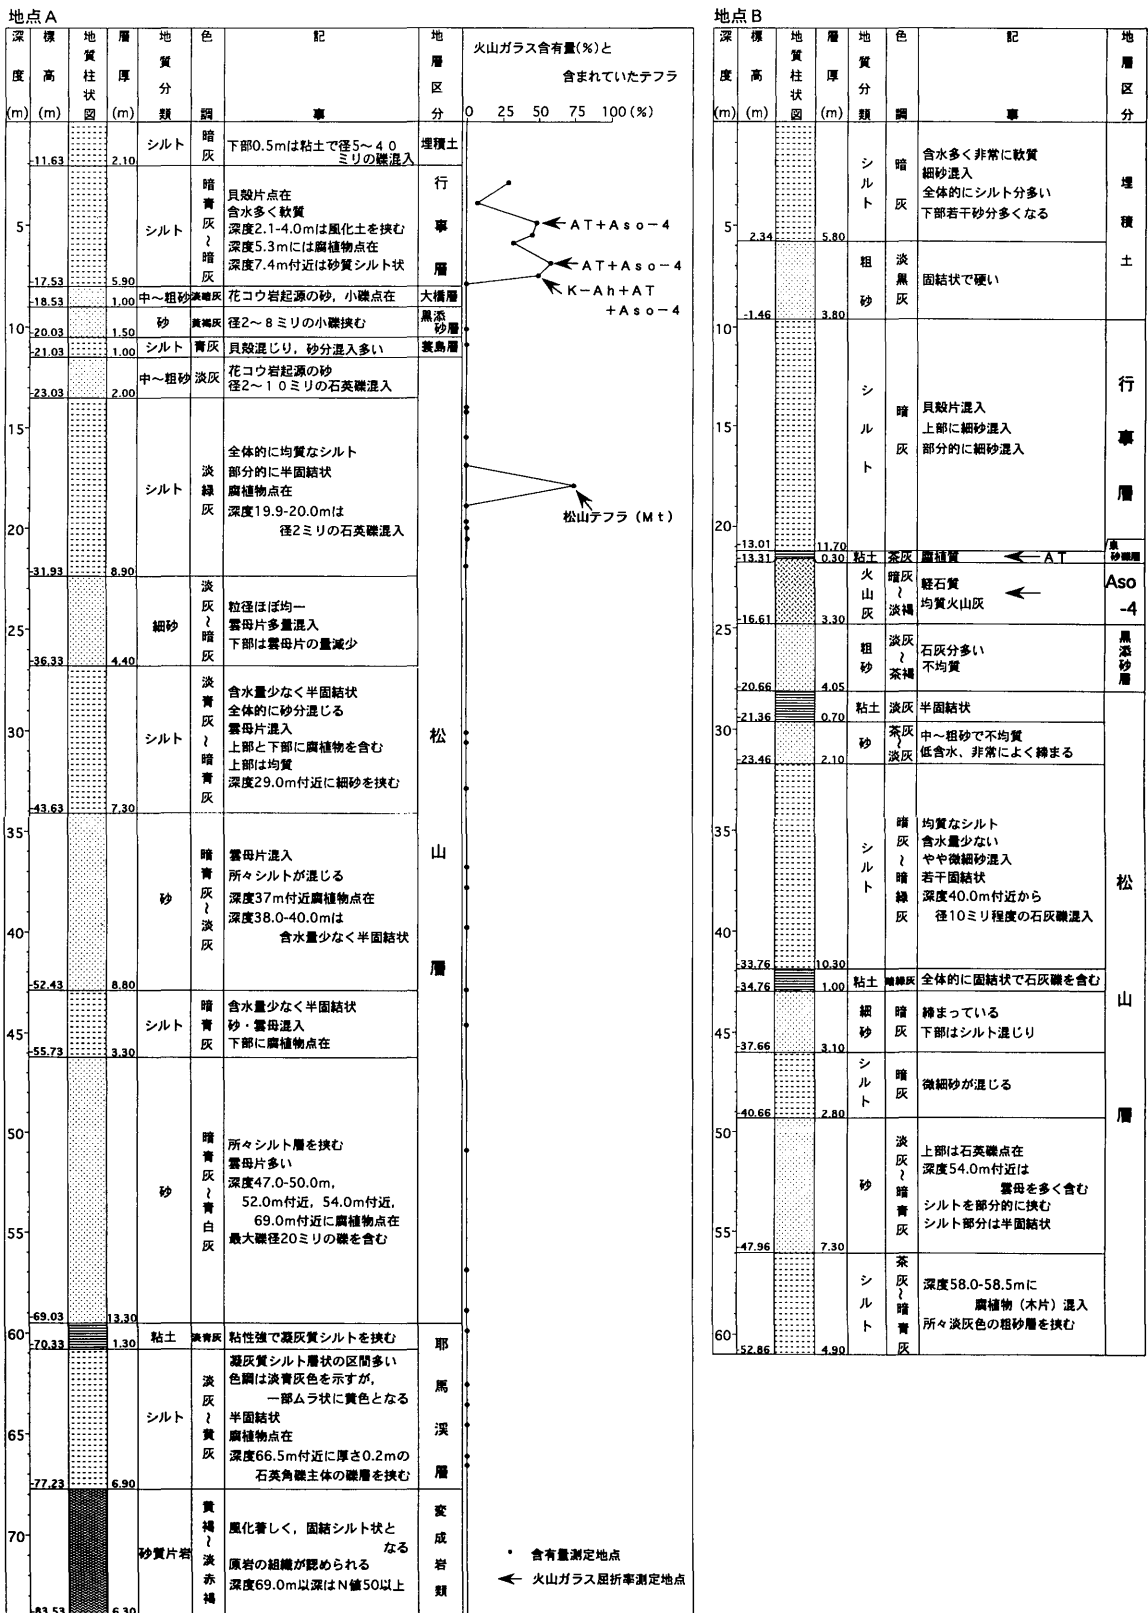 地点A
深度(m)
標高(m)
地質柱状図
層厚(m)
地質分類
色調
記事
地層区分
火山ガラス含有量(%)と
含まれていたテフラ
0 25 50 75 100(%)
-11.63
2.10
シルト
暗灰
下部0.5mは粘土で径5~40
ミリの礫混入
埋積土
5
-17.53
5.90
シルト
暗青灰~暗灰
貝殻片点在
含水多く軟質
深度2.1-4.0mは風化土を挟む
深度5.3mには腐植物点在
深度7.4m付近は砂質シルト状
行事層
AT+Aso-4
AT+Aso-4
K-Ah+AT
+Aso-4
-18.53
1.00
中~粗砂
淡暗灰
花コウ岩起源の砂,小礫点在
大橋層
10
-20.03
1.50
砂
黄褐灰
径2~8ミリの小礫挟む
黒添砂層
-21.03
1.00
シルト
青灰
貝殻混じり,砂分混入多い
蓑島層
-23.03
2.00
中~粗砂
淡灰
花コウ岩起源の砂
径2~10ミリの石英礫混入
15
20
-31.93
8.90
シルト
淡緑灰
全体的に均質なシルト
部分的に半固結状
腐植物点在
深度19.9-20.0mは
径2ミリの石英礫混入
松山テフラ(Mt)
25
-36.33
4.40
細砂
淡灰~暗灰
粒径ほぼ均一
雲母片多量混入
下部は雲母片の量減少
30
-43.63
7.30
シルト
淡青灰~暗青灰
含水量少なく半固結状
全体的に砂分混じる
雲母片混入
上部と下部に腐植物を含む
上部は均質
深度29.0m付近に細砂を挟む
松山層
35
40
-52.43
8.80
砂
暗青灰~淡灰
雲母片混入
所々シルトが混じる
深度37m付近腐植物点在
深度38.0-40.0mは
含水量少なく半固結状
45
-55.73
3.30
シルト
暗青灰
含水量少なく半固結状
砂・雲母混入
下部に腐植物点在
50
55
-69.03
13.30
砂
暗青灰~青白灰
所々シルト層を挟む
雲母片多い
深度47.0-50.0m,
52.0m付近,54.0m付近,
69.0m付近に腐植物点在
最大礫径20ミリの礫を含む
60
-70.33
1.30
粘土
淡青灰
粘性強で凝灰質シルトを挟む
耶馬渓層
65
-77.23
6.90
シルト
淡灰~黄灰
凝灰質シルト層状の区間多い
色調は淡青灰色を示すが,
一部ムラ状に黄色となる
半固結状
腐植物点在
深度66.5m付近に厚さ0.2mの
石英角礫主体の礫層を挟む
70
-83.53
6.30
砂質片岩
黄褐~淡赤褐
風化著しく,固結シルト状と
なる
原岩の組織が認められる
深度69.0m以深はN値50以上
変成岩類
・ 含有量測定地点
← 火山ガラス屈折率測定地点
地点B
深度(m)
標高(m)
地質柱状図
層厚(m)
地質分類
色調
記事
地層区分
5
2.34
5.80
シルト
暗灰
含水多く非常に軟質
細砂混入
全体的にシルト分多い
下部若干砂分多くなる
埋積土
-1.46
3.80
粗砂
淡黒灰
固結状で硬い
10
15
20
-13.01
11.70
シルト
暗灰
貝殻片混入
上部に細砂混入
部分的に細砂混入
行事層
-13.31
0.30
粘土
茶灰
腐植質
AT
-16.61
3.30
火山灰
暗灰~淡褐
軽石質
均質火山灰
Aso
-4
25
-20.66
4.05
粗砂
淡灰~茶褐
石灰分多い
不均質
黒添砂層
-21.36
0.70
粘土
淡灰
半固結状
30
-23.46
2.10
砂
茶灰~淡灰
中~粗砂で不均質
低含水、非常によく締まる
35
40
-33.76
10.30
シルト
暗灰~暗緑灰
均質なシルト
含水量少ない
やや微細砂混入
若干固結状
深度40.0m付近から
径10ミリ程度の石灰礫混入
松山層
-34.76
1.00
粘土
暗緑灰
全体的に固結状で石灰礫を含む
45
-37.66
3.10
細砂
暗灰
締まっている
下部はシルト混じり
-40.66
2.80
シルト
暗灰
微細砂が混じる
50
55
-47.96
7.30
砂
淡灰~暗青灰
上部は石英礫点在
深度54.0m付近は
雲母を多く含む
シルトを部分的に挟む
シルト部分は半固結状
60
-52.86
4.90
シルト
茶灰~暗青灰
深度58.0-58.5mに
腐植物(木片)混入
所々淡灰色の粗砂層を挟む